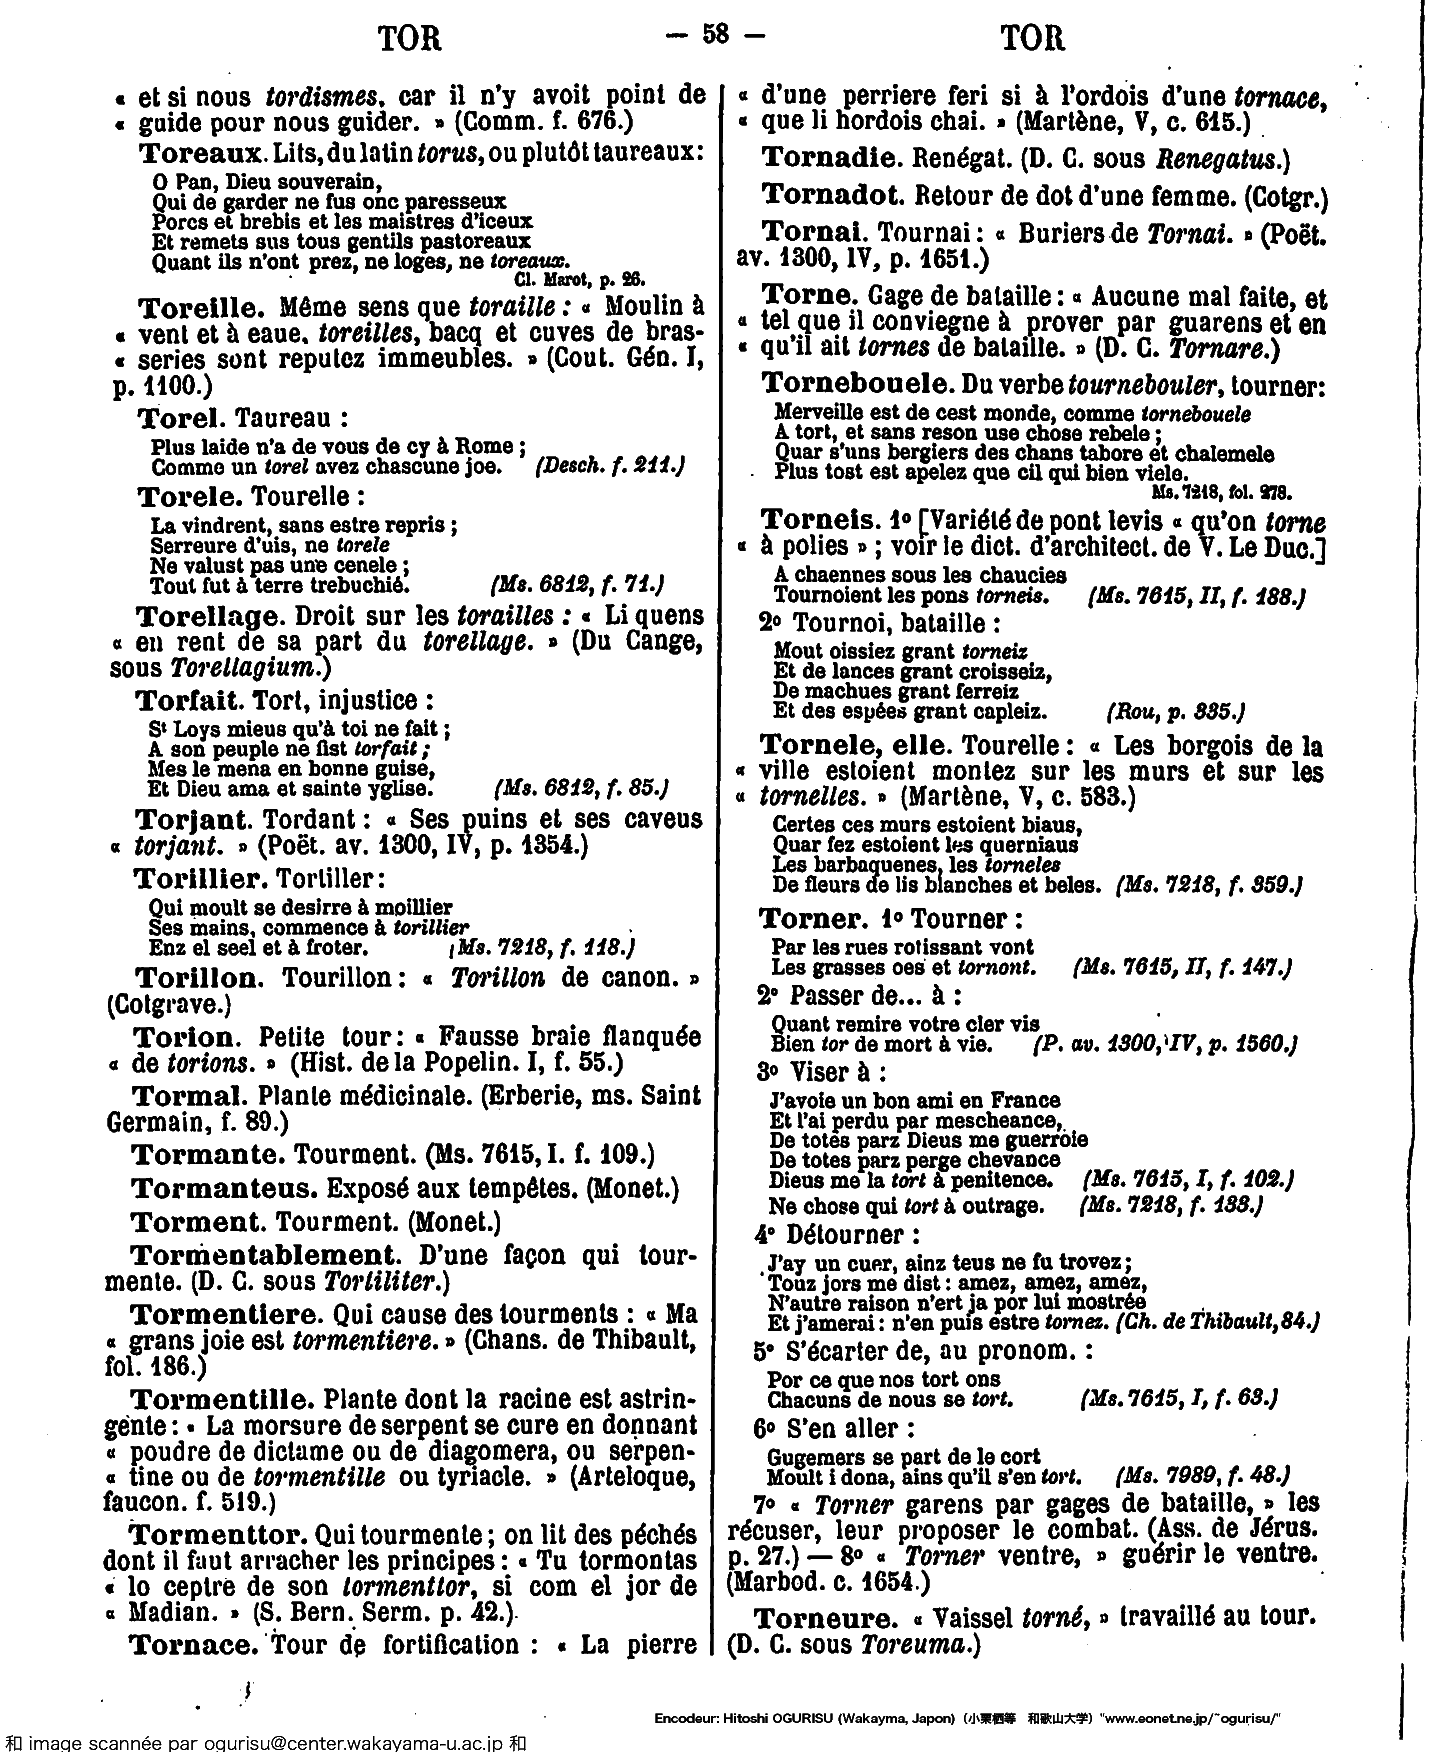 TOR — 58 — TOR
« et si nous tordismes, car il n'y avoit point de
« guide pour nous guider. » (Comm. f. 676.)
Toreaux. Lits, du latin torus, ou plutôt taureaux:
O Pan, Dieu souverain,
Qui de garder ne fus onc paresseux
Porcs et brebis et les maistres d'iceux
Et remets sus tous gentils pastoreaux
Quant ils n'ont prez, ne loges, ne toreaux.
Cl. Marot, p. 26.
Toreille. Même sens que toraille : « Moulin à
« vent et à eaue, toreilles, bacq et cuves de bras-
« series sont reputez immeubles. » (Cout. Gén. I,
p. 1100.)
Torel. Taureau :
Plus laide n'a de vous de cy à Rome ;
Comme un torel avez chascune joe. (Desch. f. 211.)
Torele. Tourelle :
La vindrent, sans estre repris ;
Serreure d'uis, ne torele
Ne valust pas une cenele ;
Tout fut à terre trebuchié. (Ms. 6812, f. 71.)
Torellage. Droit sur les torailles : « Li quens
« en rent de sa part du torellage. » (Du Cange,
sous Torellagium.)
Torfait. Tort, injustice :
St Loys mieus qu'à toi ne fait ;
A son peuple ne fist torfait ;
Mes le mena en bonne guise,
Et Dieu ama et sainte yglise. (Ms. 6812, f. 85.)
Torjant. Tordant : « Ses puins et ses caveus
« torjant. » (Poët. av. 1300, IV, p. 1354.)
Torillier. Tortiller :
Qui moult se desirre à moillier
Ses mains, commence à torillier
Enz el seel et à froter. (Ms. 7218, f. 118.)
Torillon. Tourillon : « Torillon de canon. »
(Cotgrave.)
Torion. Petite tour : « Fausse braie flanquée
« de torions. » (Hist. de la Popelin. I, f. 55.)
Tormal. Plante médicinale. (Erberie, ms. Saint
Germain, f. 89.)
Tormante. Tourment. (Ms. 7615, I. f. 109.)
Tormanteus. Exposé aux tempêtes. (Monet.)
Torment. Tourment. (Monet.)
Tormentablement. D'une façon qui tour-
mente. (D. C. sous Tortiliter.)
Tormentiere. Qui cause des tourments : « Ma
« grans joie est tormentiere. » (Chans. de Thibault,
fol. 186.)
Tormentille. Plante dont la racine est astrin-
gente : « La morsure de serpent se cure en donnant
« poudre de dictame ou de diagomera, ou serpen-
« tine ou de tormentille ou tyriacle. » (Arteloque,
faucon. f. 519.)
Tormenttor. Qui tourmente ; on lit des péchés
dont il faut arracher les principes : « Tu tormontas
« lo ceptre de son tormenttor, si com el jor de
« Madian. » (S. Bern. Serm. p. 42.)
Tornace. Tour de fortification : « La pierre
« d'une perriere feri si à l'ordois d'une tornace,
« que li hordois chai. » (Martène, V, c. 615.)
Tornadie. Renégat. (D. C. sous Renegatus.)
Tornadot. Retour de dot d'une femme. (Cotgr.)
Tornai. Tournai : « Buriers de Tornai. » (Poët.
av. 1300, IV, p. 1651.)
Torne. Gage de bataille : « Aucune mal faite, et
« tel que il conviegne à prover par guarens et en
« qu'il ait tornes de bataille. » (D. C. Tornare.)
Tornebouele. Du verbe tournebouler, tourner:
Merveille est de cest monde, comme tornebouele
A tort, et sans reson use chose rebele ;
Quar s'uns bergiers des chans tabore et chalemele
Plus tost est apelez que cil qui bien viele.
Ms. 7218, fol. 278.
Torneis. 1º [Variété de pont levis « qu'on torne
« à polies » ; voir le dict. d'architect. de V. Le Duc.]
A chaennes sous les chaucies
Tournoient les pons torneis. (Ms. 7615, II, f. 188.)
2º Tournoi, bataille :
Mout oissiez grant torneiz
Et de lances grant croisseiz,
De machues grant ferreiz
Et des espées grant capleiz. (Rou, p. 335.)
Tornele, elle. Tourelle : « Les borgois de la
« ville estoient montez sur les murs et sur les
« tornelles. » (Martène, V, c. 583.)
Certes ces murs estoient biaus,
Quar fez estoient les querniaus
Les barbaquenes, les torneles
De fleurs de lis blanches et beles. (Ms. 7218, f. 359.)
Torner. 1º Tourner :
Par les rues rotissant vont
Les grasses oes et tornont. (Ms. 7615, II, f. 147.)
2º Passer de... à :
Quant remire votre cler vis
Bien tor de mort à vie. (P. av. 1300, IV, p. 1560.)
3º Viser à :
J'avoie un bon ami en France
Et l'ai perdu par mescheance,
De totes parz Dieus me guerroie
De totes parz perge chevance
Dieus me la tort à penitence. (Ms. 7615, I, f. 102.)
Ne chose qui tort à outrage. (Ms. 7218, f. 133.)
4º Détourner :
J'ay un cuer, ainz teus ne fu trovez ;
Touz jors me dist : amez, amez, amez,
N'autre raison n'ert ja por lui mostrée
Et j'amerai : n'en puis estre tornez. (Ch. de Thibault, 84.)
5º S'écarter de, au pronom. :
Por ce que nos tort ons
Chacuns de nous se tort. (Ms. 7615, I, f. 63.)
6º S'en aller :
Gugemers se part de le cort
Moult i dona, ains qu'il s'en tort. (Ms. 7989, f. 48.)
7º « Torner garens par gages de bataille, » les
récuser, leur proposer le combat. (Ass. de Jérus.
p. 27.) — 8º « Torner ventre, » guérir le ventre.
(Marbod. c. 1654.)
Torneure. « Vaissel torné, » travaillé au tour.
(D. C. sous Toreuma.)
Encodeur: Hitoshi OGURISU (Wakayma, Japon) (小栗栖等 和歌山大学) "www.eonet.ne.jp/~ogurisu/"
和 image scannée par ogurisu@center.wakayama-u.ac.jp 和